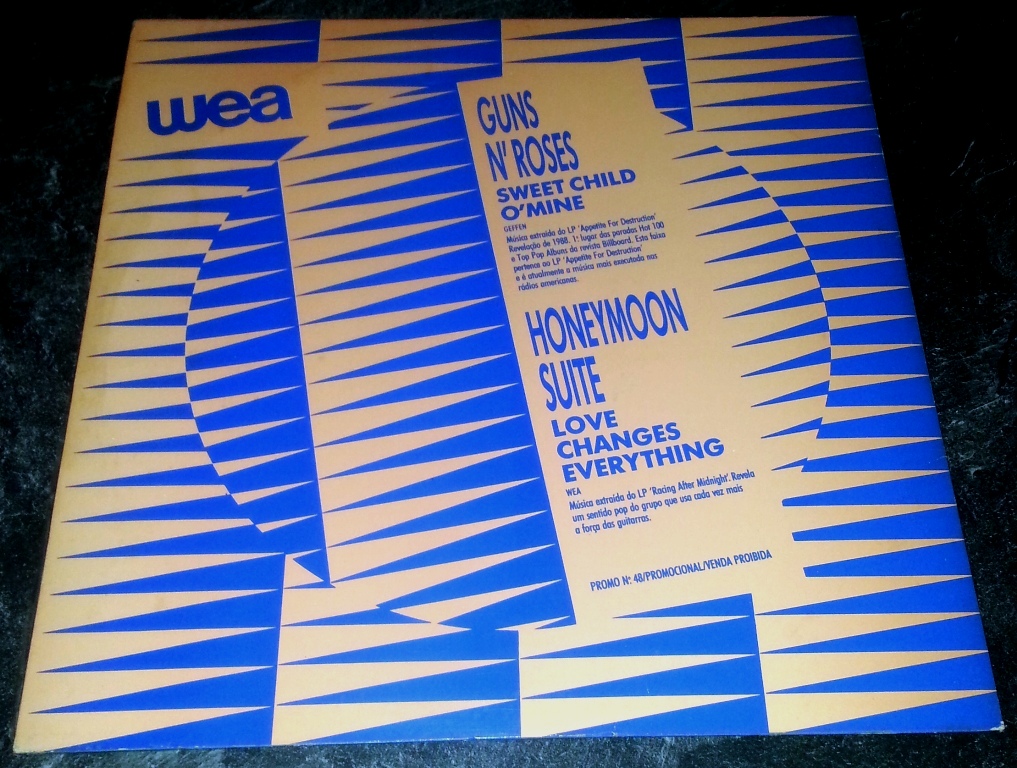 wea
GUNS
N' ROSES
SWEET CHILD
O'MINE
GEFFEN
Música extraída do LP 'Appetite For Destruction'
Revelação de 1988. 1º lugar das paradas Hot 100
e Top Pop Albums da revista Billboard. Esta faixa
pertence ao LP 'Appetite For Destruction'
e é atualmente a música mais executada nas
rádios americanas.
HONEYMOON
SUITE
LOVE
CHANGES
EVERYTHING
WEA
Música extraída do LP 'Racing After Midnight'. Revela
um sentido pop do grupo que usa cada vez mais
a força das guitarras.
PROMO Nº 48/PROMOCIONAL/VENDA PROIBIDA